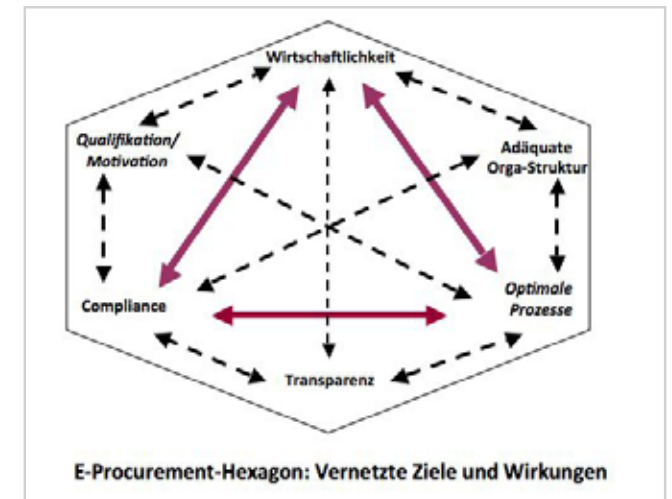 Wirtschaftlichkeit
Qualifikation/
Motivation
Adäquate
Orga-Struktur
Compliance
Optimale
Prozesse
Transparenz
E-Procurement-Hexagon: Vernetzte Ziele und Wirkungen